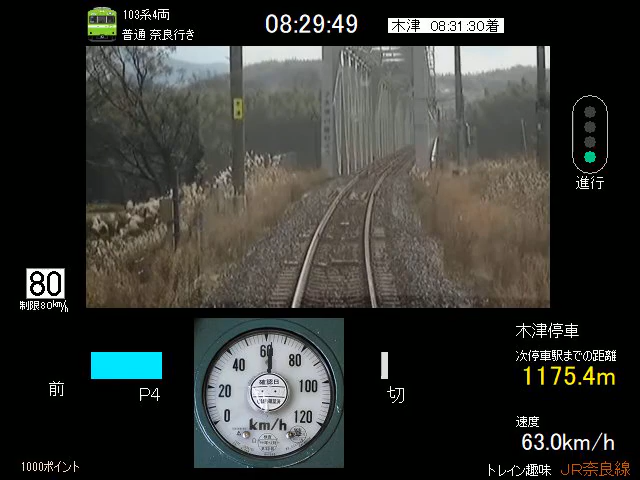 103系4両
普通 奈良行き
08:29:49
木津 08:31:30着
進行
80
制限80km/h
前
P4
0
20
40
60
80
100
120
確認日
km/h
切
木津停車
次停車駅までの距離
1175.4m
速度
63.0km/h
1000ポイント
トレイン趣味 JR奈良線